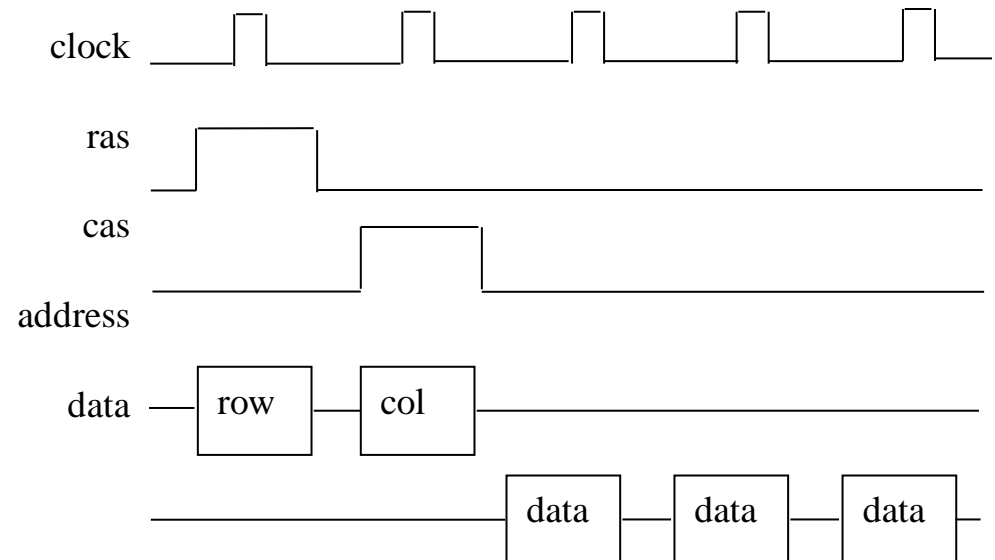 clock
ras
cas
address
data row col
data data data